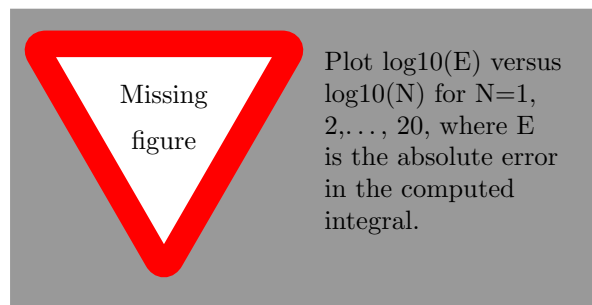 Missing
figure
Plot log10(E) versus
log10(N) for N=1,
2,..., 20, where E
is the absolute error
in the computed
integral.